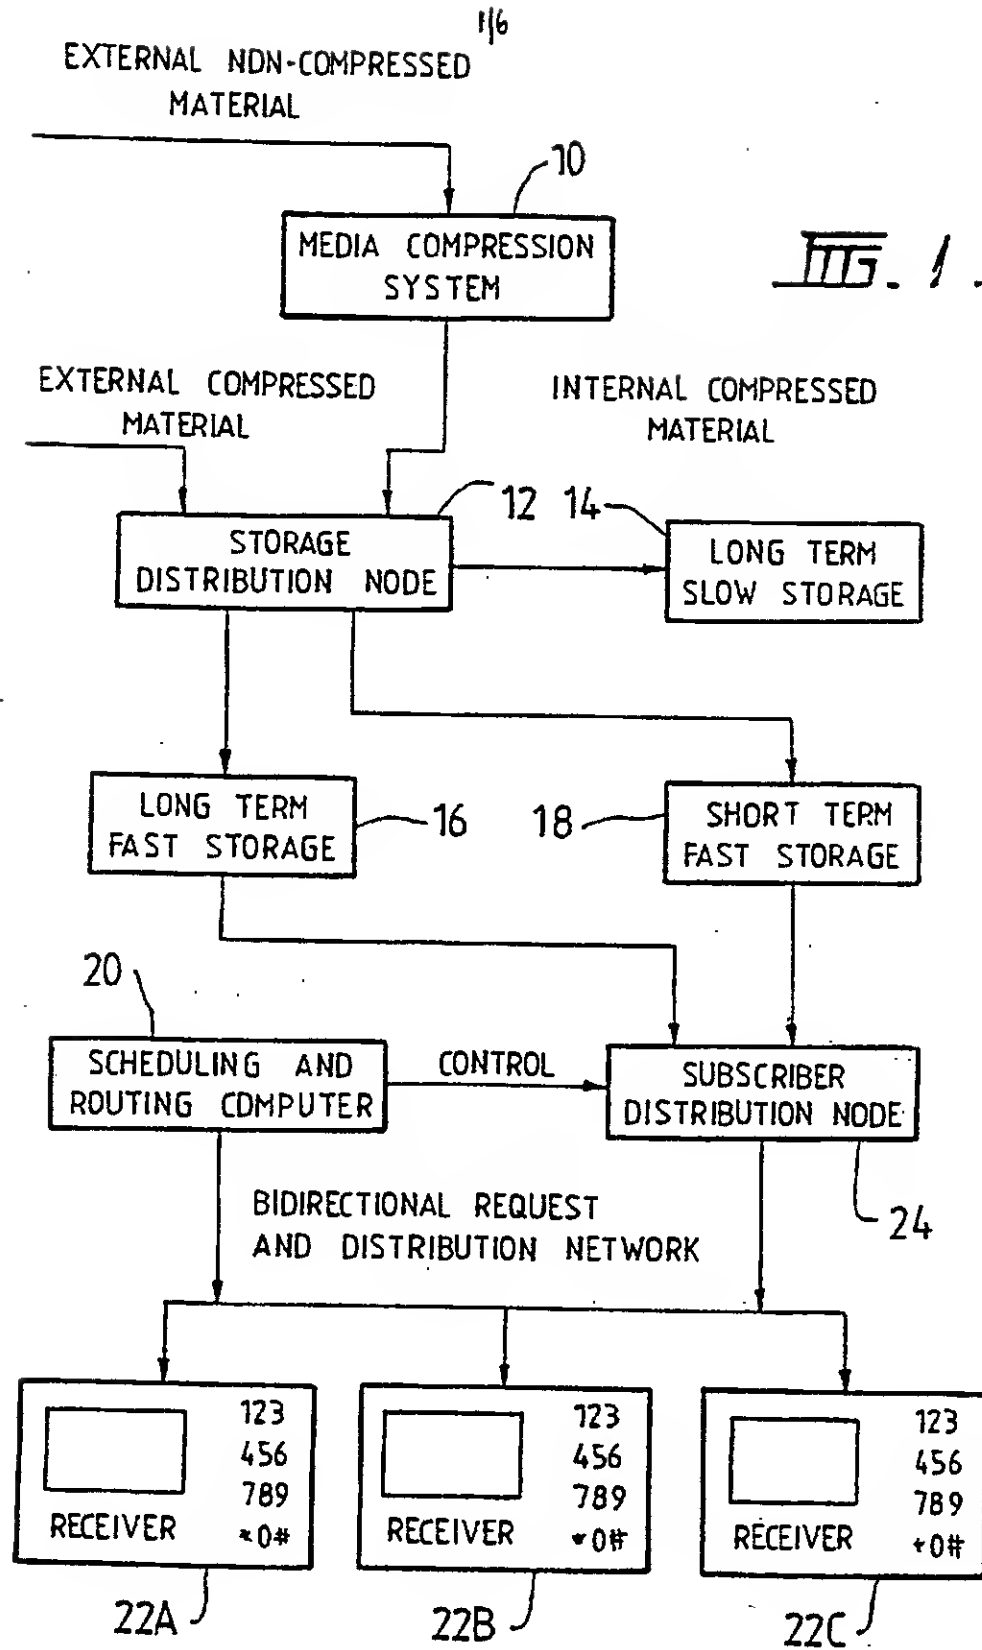 1/6
EXTERNAL NON-COMPRESSED
MATERIAL
10
MEDIA COMPRESSION
SYSTEM
FIG. 1.
EXTERNAL COMPRESSED
MATERIAL
INTERNAL COMPRESSED
MATERIAL
12
14
STORAGE
DISTRIBUTION NODE
LONG TERM
SLOW STORAGE
LONG TERM
FAST STORAGE
16
18
SHORT TERM
FAST STORAGE
20
SCHEDULING AND
ROUTING COMPUTER
CONTROL
SUBSCRIBER
DISTRIBUTION NODE
24
BIDIRECTIONAL REQUEST
AND DISTRIBUTION NETWORK
123
456
789
*0#
RECEIVER
22A
123
456
789
*0#
RECEIVER
22B
123
456
789
*0#
RECEIVER
22C